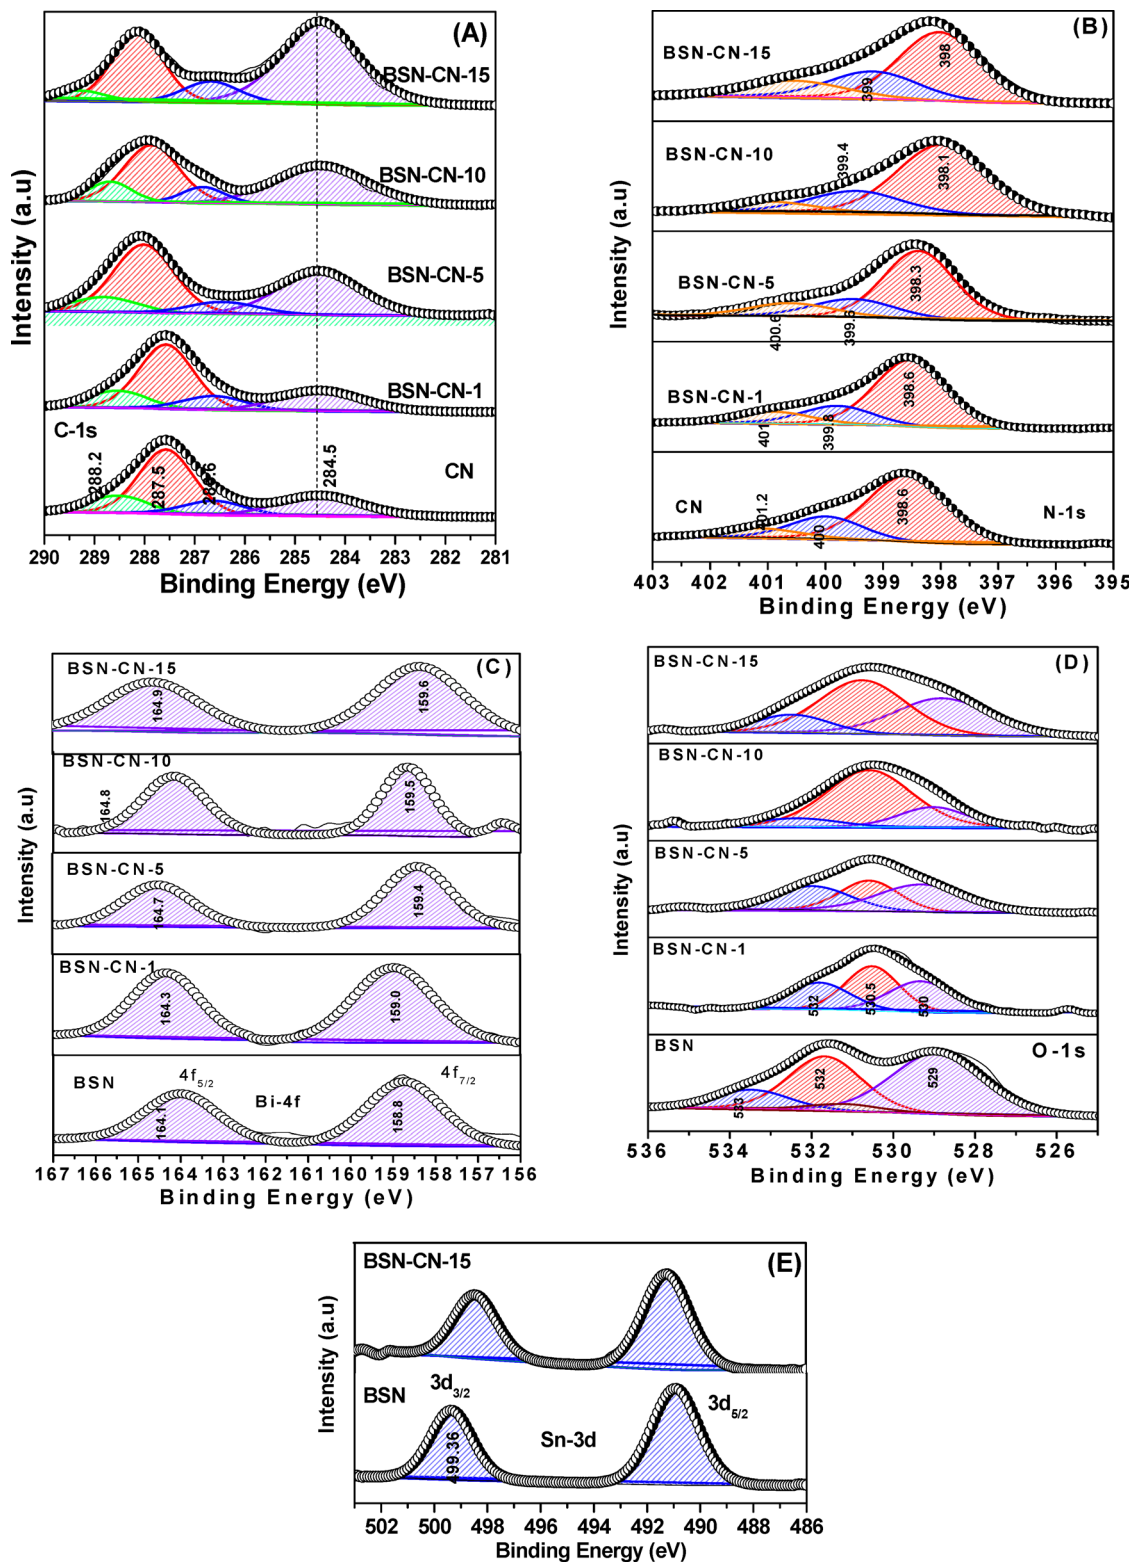 (A)
BSN-CN-15
BSN-CN-10
BSN-CN-5
BSN-CN-1
C-1s
CN
288.2
287.5
286.6
284.5
Intensity (a.u)
290 289 288 287 286 285 284 283 282 281
Binding Energy (eV)
(B)
BSN-CN-15
398
399
BSN-CN-10
399.4
398.1
BSN-CN-5
400.6
399.6
398.3
BSN-CN-1
401
399.8
398.6
CN
401.2
400
398.6
N-1s
Intensity (a.u)
403 402 401 400 399 398 397 396 395
Binding Energy (eV)
(C)
BSN-CN-15
164.9
159.6
BSN-CN-10
164.8
159.5
BSN-CN-5
164.7
159.4
BSN-CN-1
164.3
159.0
BSN
4f5/2
4f7/2
Bi-4f
164.1
158.8
Intensity (a.u)
167 166 165 164 163 162 161 160 159 158 157 156
Binding Energy (eV)
(D)
BSN-CN-15
BSN-CN-10
BSN-CN-5
BSN-CN-1
532
530.5
530
BSN
O-1s
533
532
529
Intensity (a.u)
536 534 532 530 528 526
Binding Energy (eV)
(E)
BSN-CN-15
BSN
3d3/2
3d5/2
Sn-3d
499.36
Intensity (a.u)
502 500 498 496 494 492 490 488 486
Binding Energy (eV)